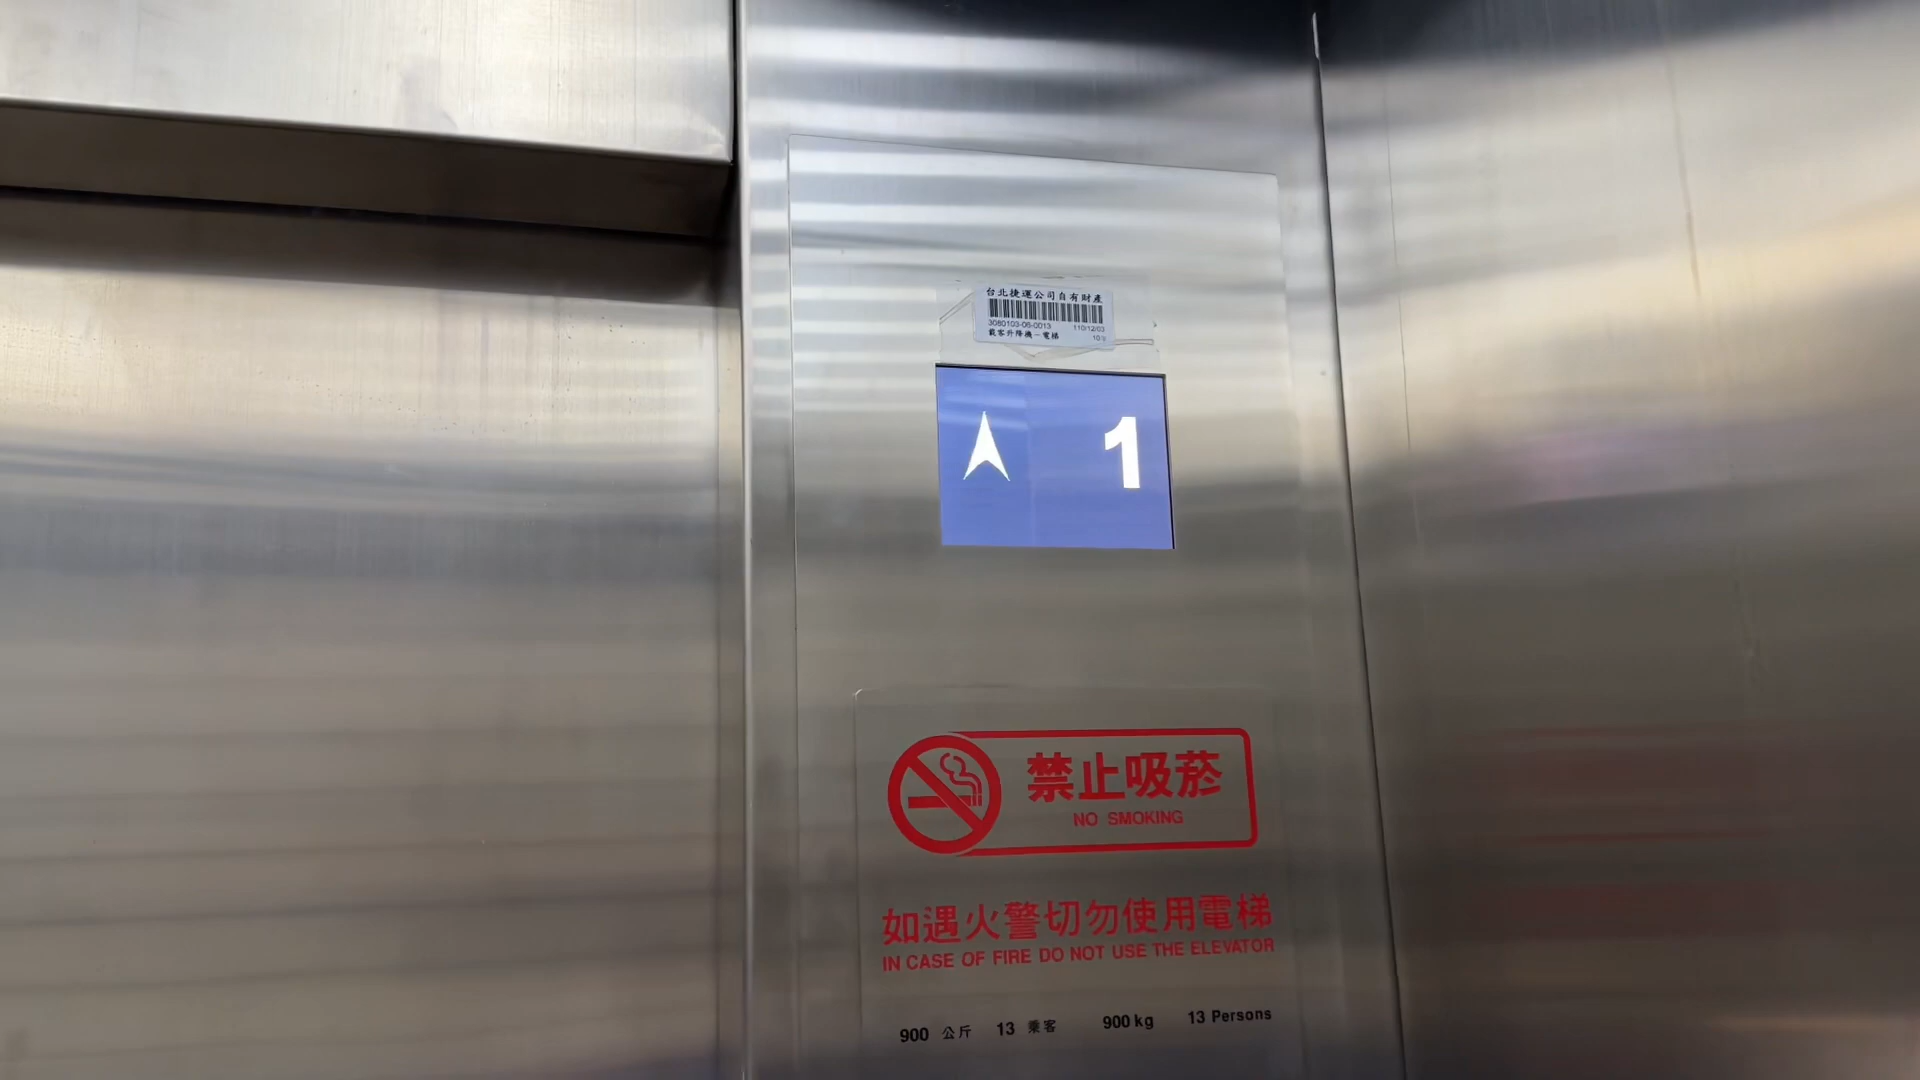 台北捷運公司自有財產
3080103-06-0013 110/12/03
載客升降機－電梯
1
禁止吸菸
NO SMOKING
如遇火警切勿使用電梯
IN CASE OF FIRE DO NOT USE THE ELEVATOR
900 公斤 13 乘客 900 kg 13 Persons